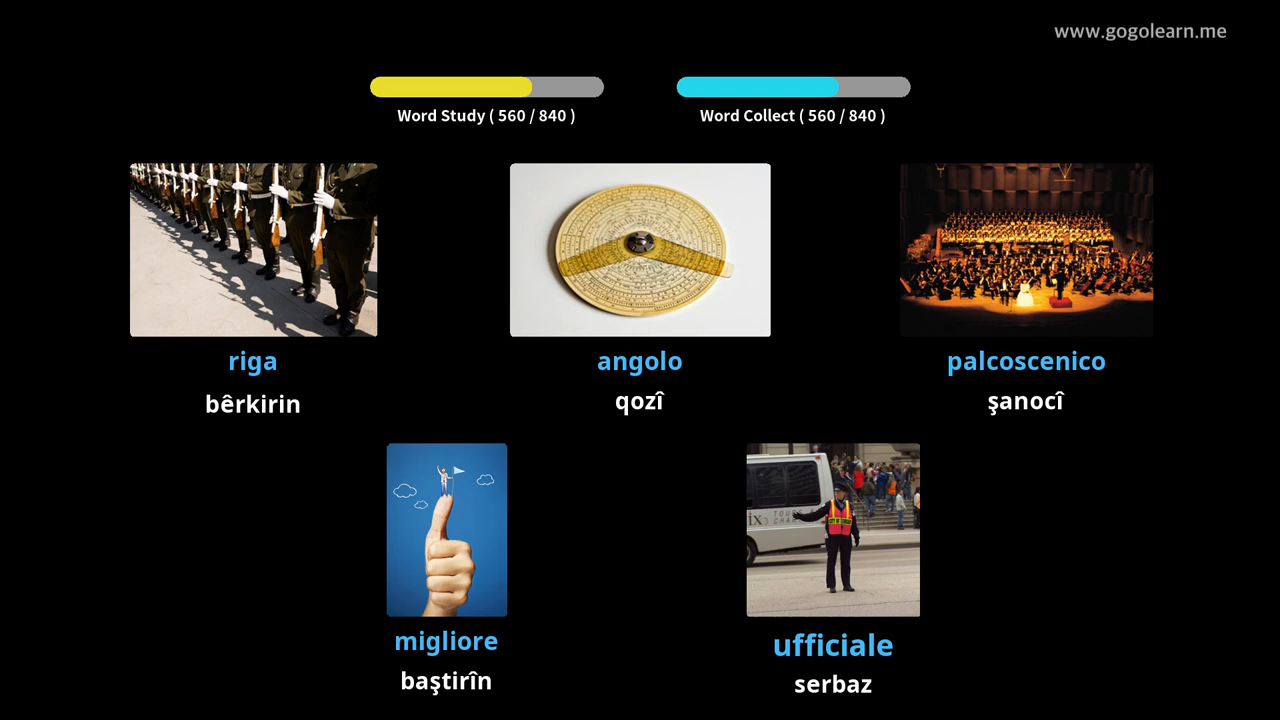 www.gogolearn.me
Word Study ( 560 / 840 )
Word Collect ( 560 / 840 )
riga
angolo
palcoscenico
bêrkirin
qozî
şanocî
migliore
ufficiale
baştirîn
serbaz